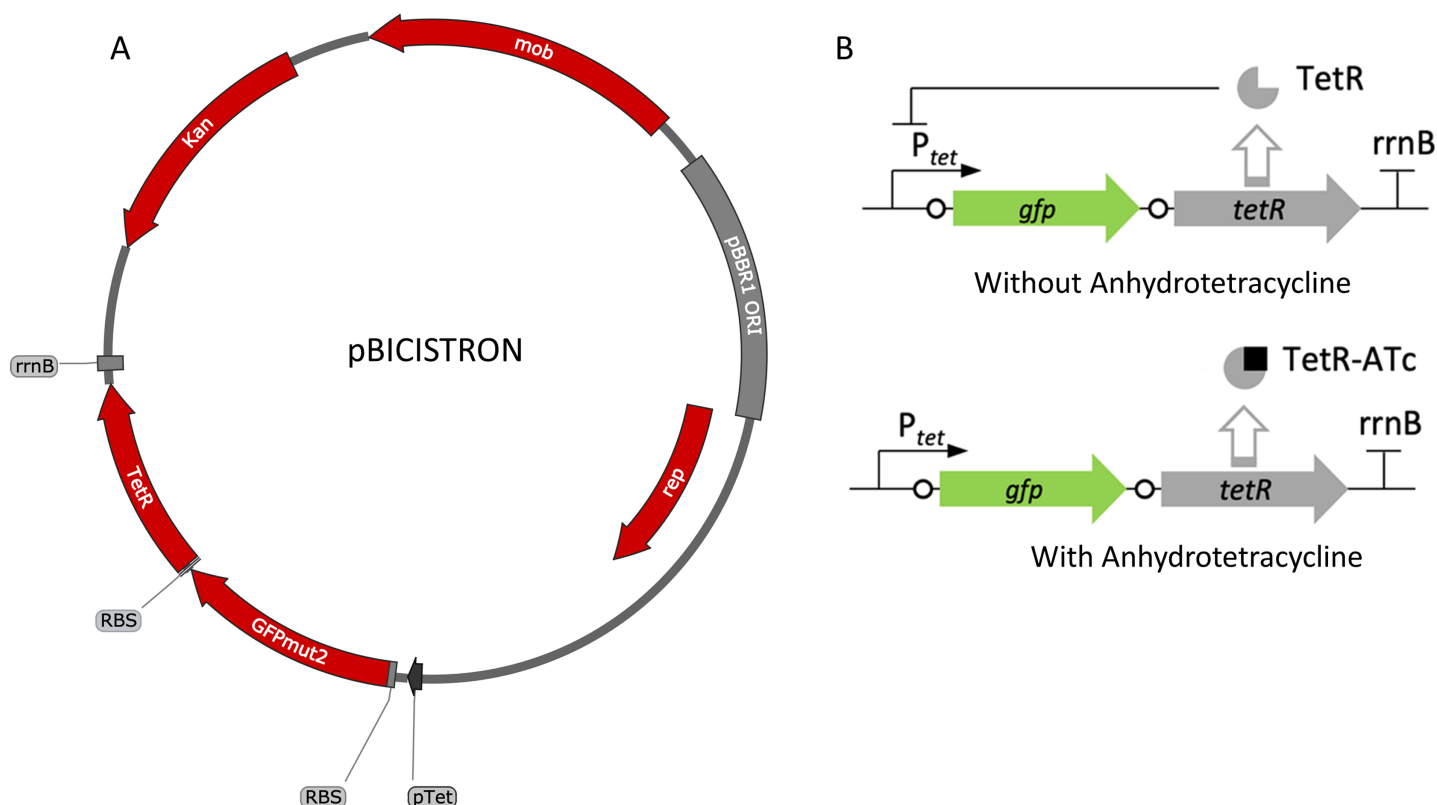 A
mob
Kan
pBBR1 ORI
pBICISTRON
rrnB
rep
TetR
RBS
GFPmut2
RBS
pTet
B
TetR
Ptet
rrnB
gfp
tetR
Without Anhydrotetracycline
TetR-ATc
Ptet
rrnB
gfp
tetR
With Anhydrotetracycline